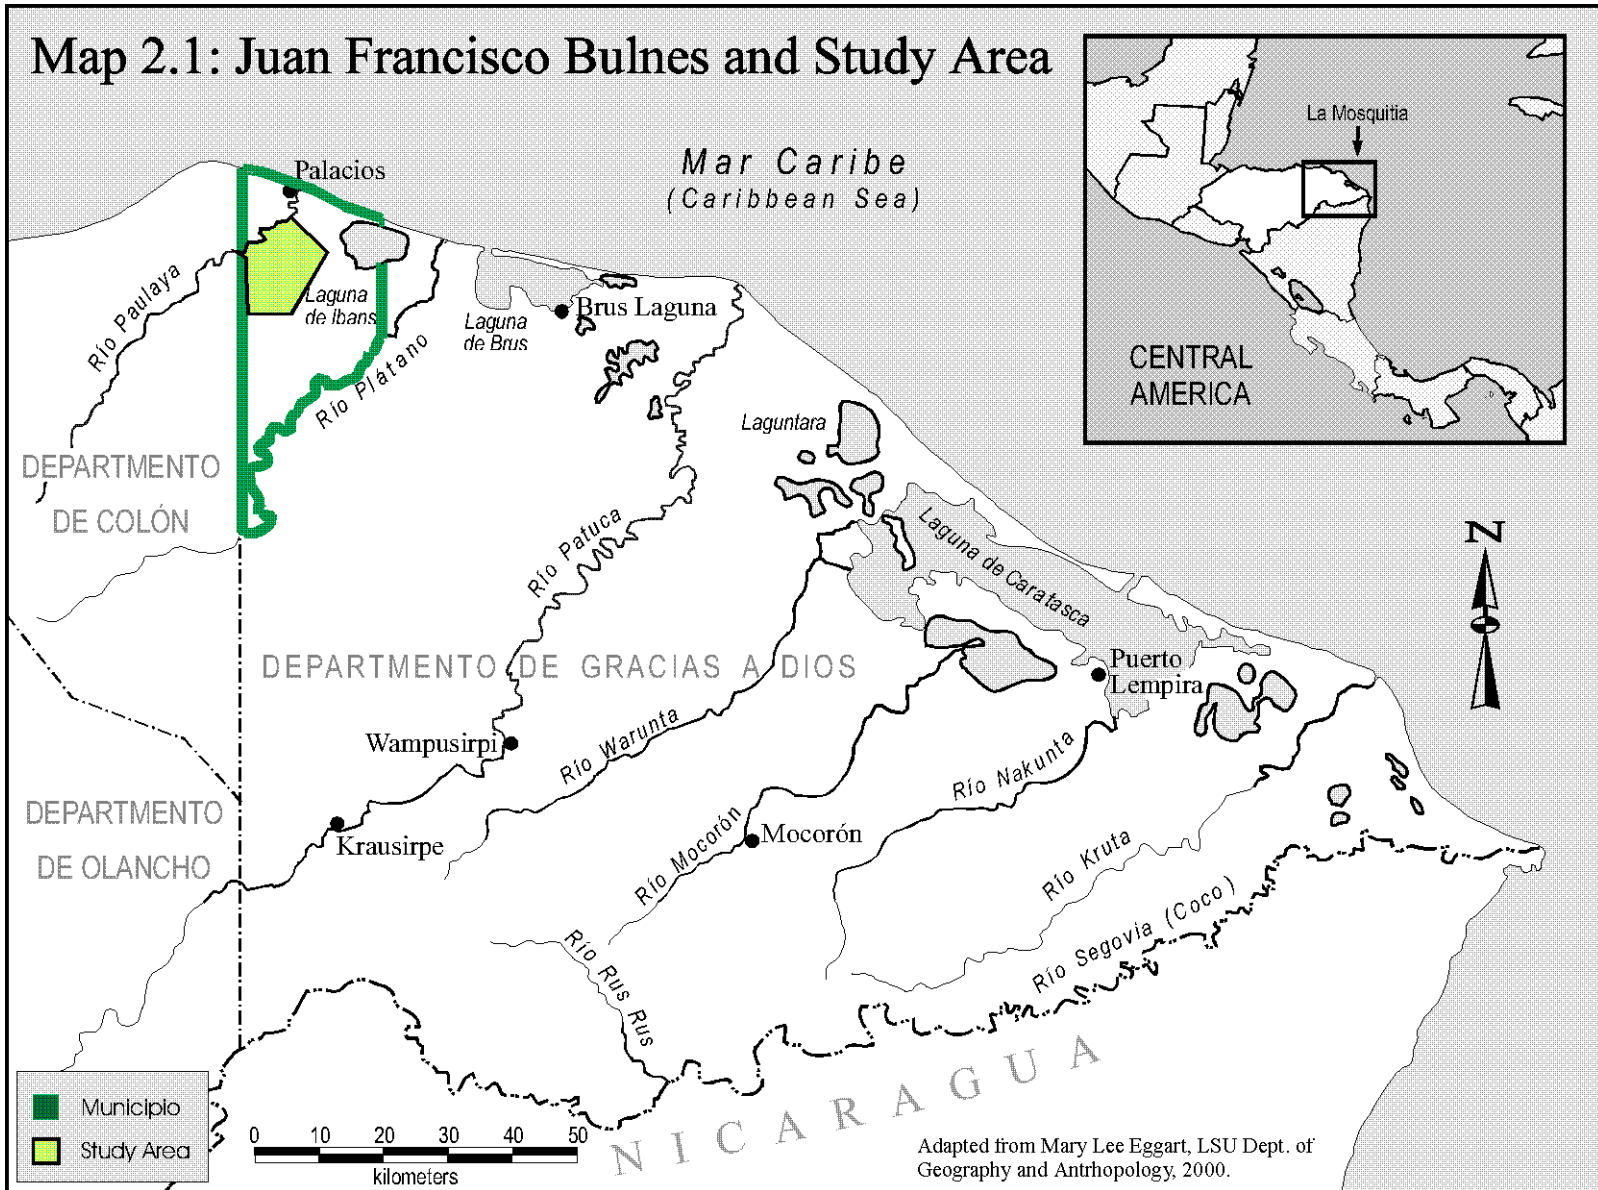 Map 2.1: Juan Francisco Bulnes and Study Area
La Mosquitia
CENTRAL
AMERICA
Mar Caribe
(Caribbean Sea)
Palacios
Río Paulaya
Laguna
de Ibans
Río Plátano
Laguna
de Brus
Brus Laguna
Laguntara
DEPARTMENTO
DE COLÓN
Río Patuca
Laguna de Caratasca
N
DEPARTMENTO DE GRACIAS A DIOS
Puerto
Lempira
Wampusirpi
Río Warunta
Río Nakunta
DEPARTMENTO
DE OLANCHO
Krausirpe
Río Mocorón
Mocorón
Río Kruta
Río Segovia (Coco)
Río Rus Rus
NICARAGUA
Municipio
Study Area
0 10 20 30 40 50
kilometers
Adapted from Mary Lee Eggart, LSU Dept. of
Geography and Antrhopology, 2000.